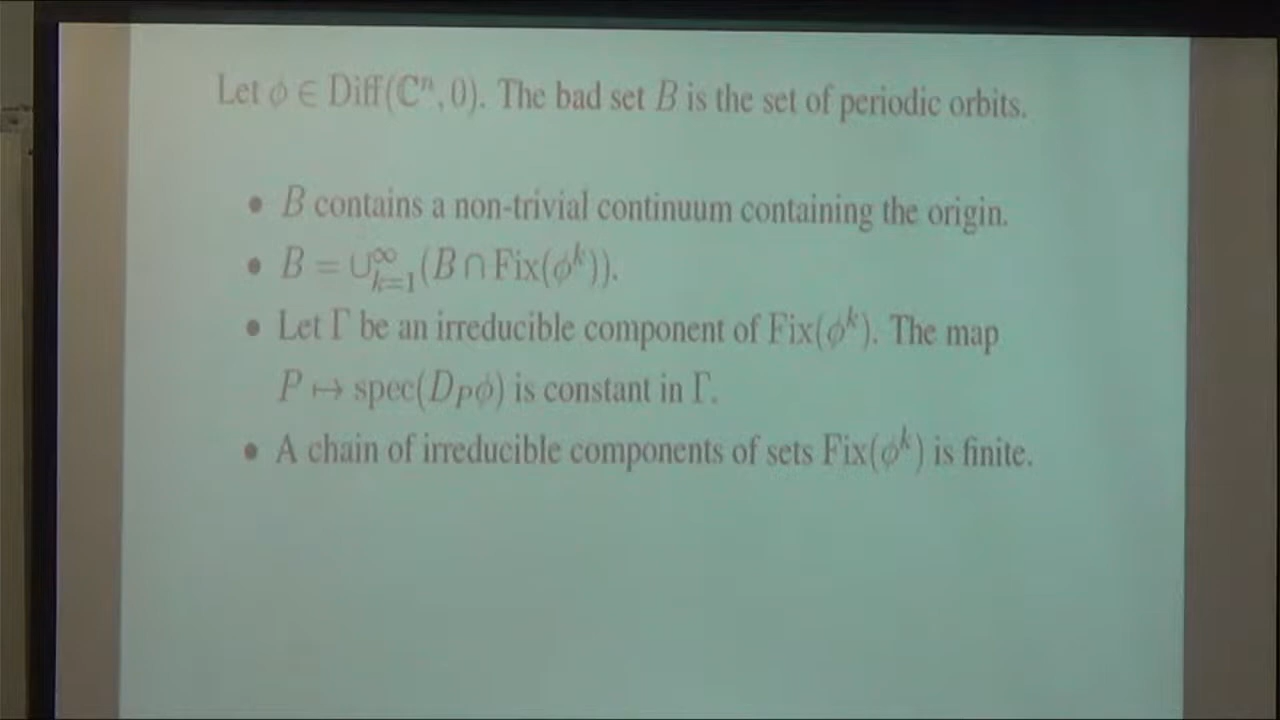 Let ϕ ∈ Diff(ℂⁿ, 0). The bad set B is the set of periodic orbits.
• B contains a non-trivial continuum containing the origin.
• B = ∪_{k=1}^{∞}(B ∩ Fix(ϕᵏ)).
• Let Γ be an irreducible component of Fix(ϕᵏ). The map
P ↦ spec(D_Pϕ) is constant in Γ.
• A chain of irreducible components of sets Fix(ϕᵏ) is finite.